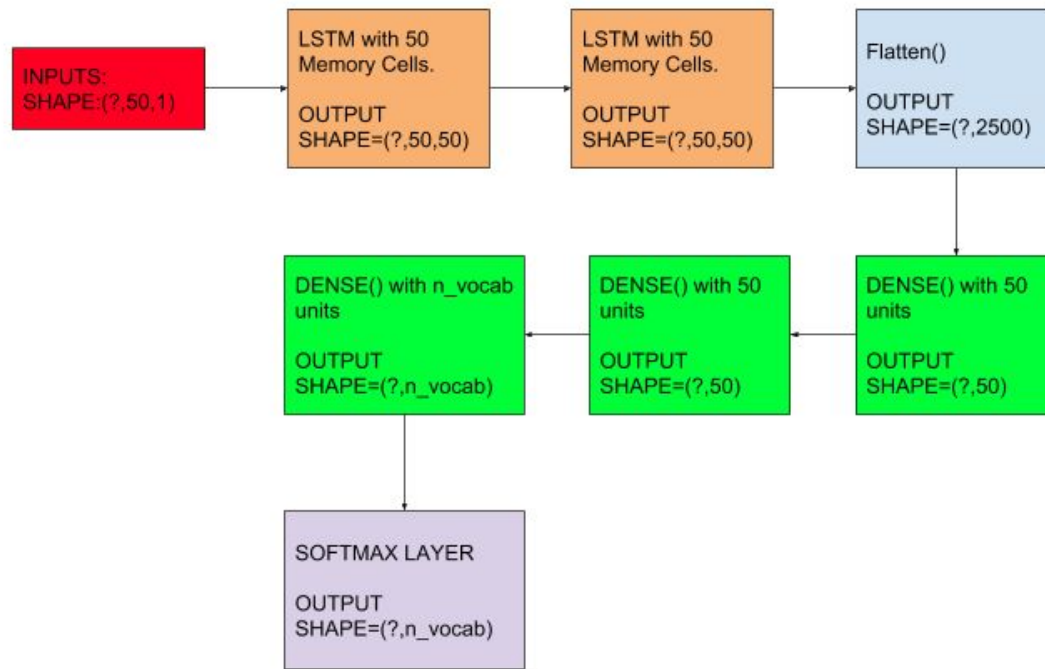 INPUTS:
SHAPE:(?,50,1)
LSTM with 50
Memory Cells.
OUTPUT
SHAPE=(?,50,50)
LSTM with 50
Memory Cells.
OUTPUT
SHAPE=(?,50,50)
Flatten()
OUTPUT
SHAPE=(?,2500)
DENSE() with 50
units
OUTPUT
SHAPE=(?,50)
DENSE() with 50
units
OUTPUT
SHAPE=(?,50)
DENSE() with n_vocab
units
OUTPUT
SHAPE=(?,n_vocab)
SOFTMAX LAYER
OUTPUT
SHAPE=(?,n_vocab)